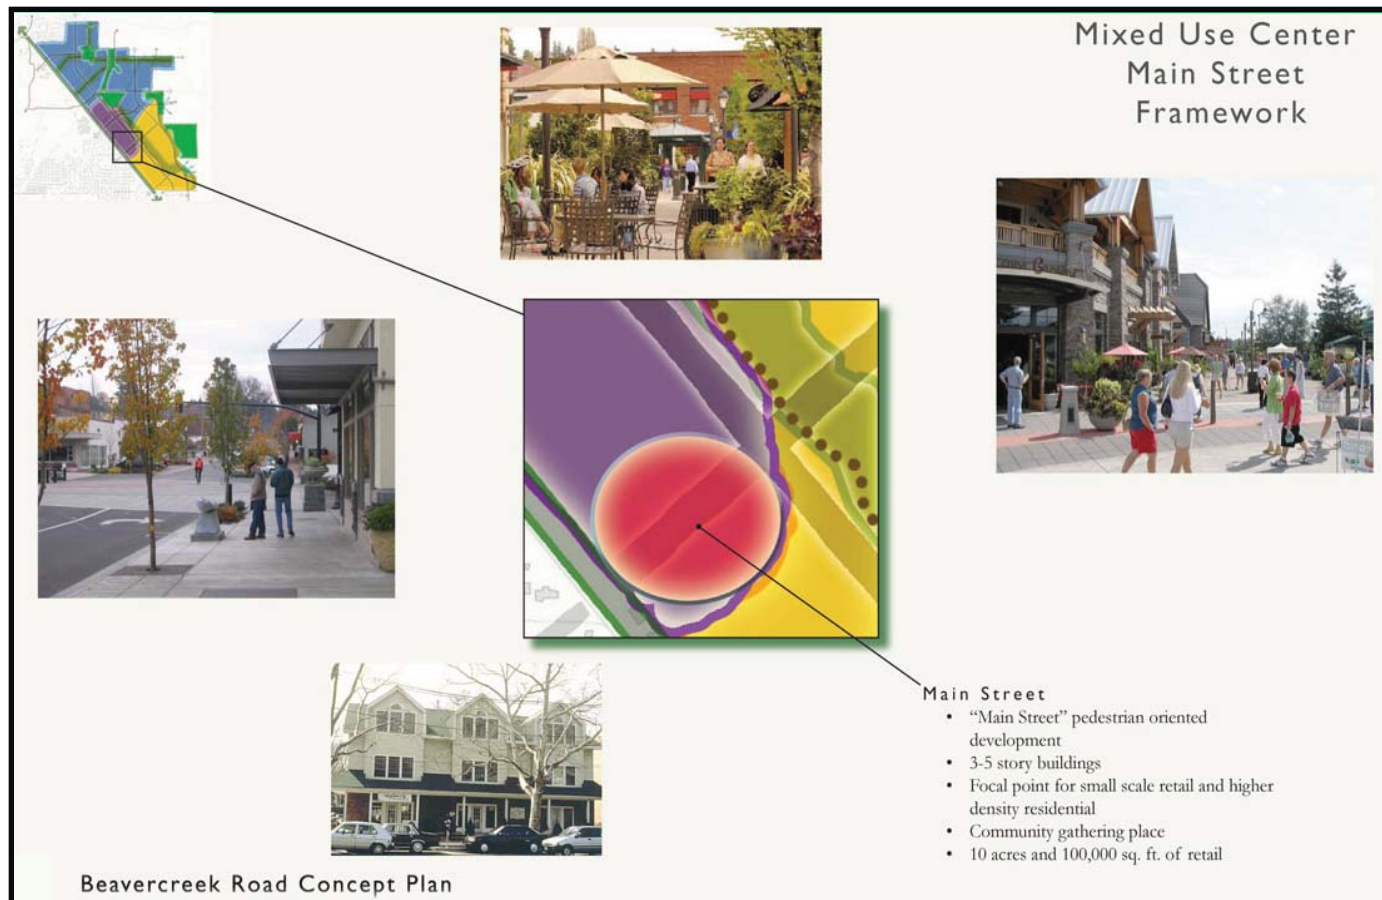 Mixed Use Center
Main Street
Framework
Main Street
• “Main Street” pedestrian oriented
development
• 3-5 story buildings
• Focal point for small scale retail and higher
density residential
• Community gathering place
• 10 acres and 100,000 sq. ft. of retail
Beavercreek Road Concept Plan